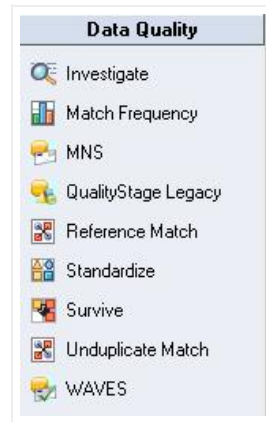 Data Quality
Investigate
Match Frequency
MNS
QualityStage Legacy
Reference Match
Standardize
Survive
Unduplicate Match
WAVES